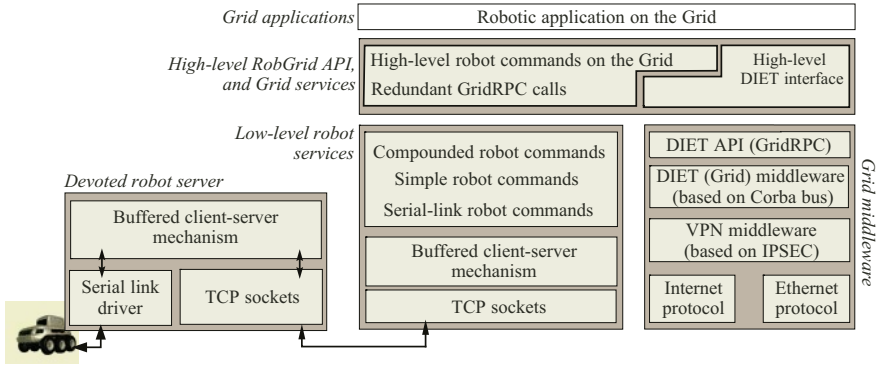 Grid applications
Robotic application on the Grid
High-level RobGrid API,
and Grid services
High-level robot commands on the Grid
Redundant GridRPC calls
High-level
DIET interface
Low-level robot
services
Compounded robot commands
Simple robot commands
Serial-link robot commands
Buffered client-server
mechanism
TCP sockets
DIET API (GridRPC)
DIET (Grid) middleware
(based on Corba bus)
VPN middleware
(based on IPSEC)
Internet
protocol
Ethernet
protocol
Grid middleware
Devoted robot server
Buffered client-server
mechanism
Serial link
driver
TCP sockets